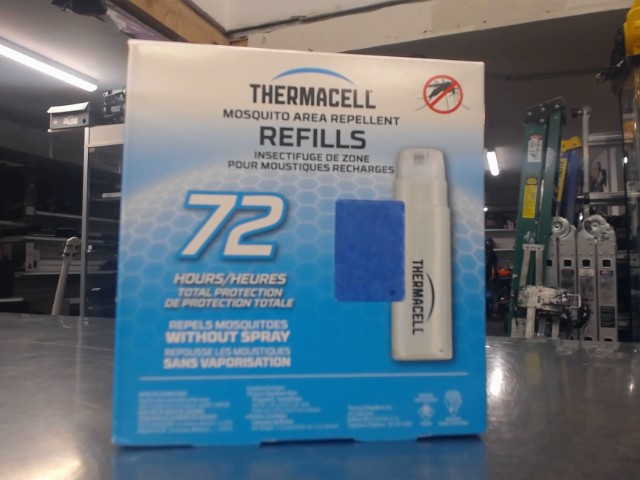 THERMACELL
MOSQUITO AREA REPELLENT
REFILLS
INSECTIFUGE DE ZONE
POUR MOUSTIQUES RECHARGES
72
HOURS/HEURES
TOTAL PROTECTION
DE PROTECTION TOTALE
REPELS MOSQUITOES
WITHOUT SPRAY
REPOUSSE LES MOUSTIQUES
SANS VAPORISATION
THERMACELL